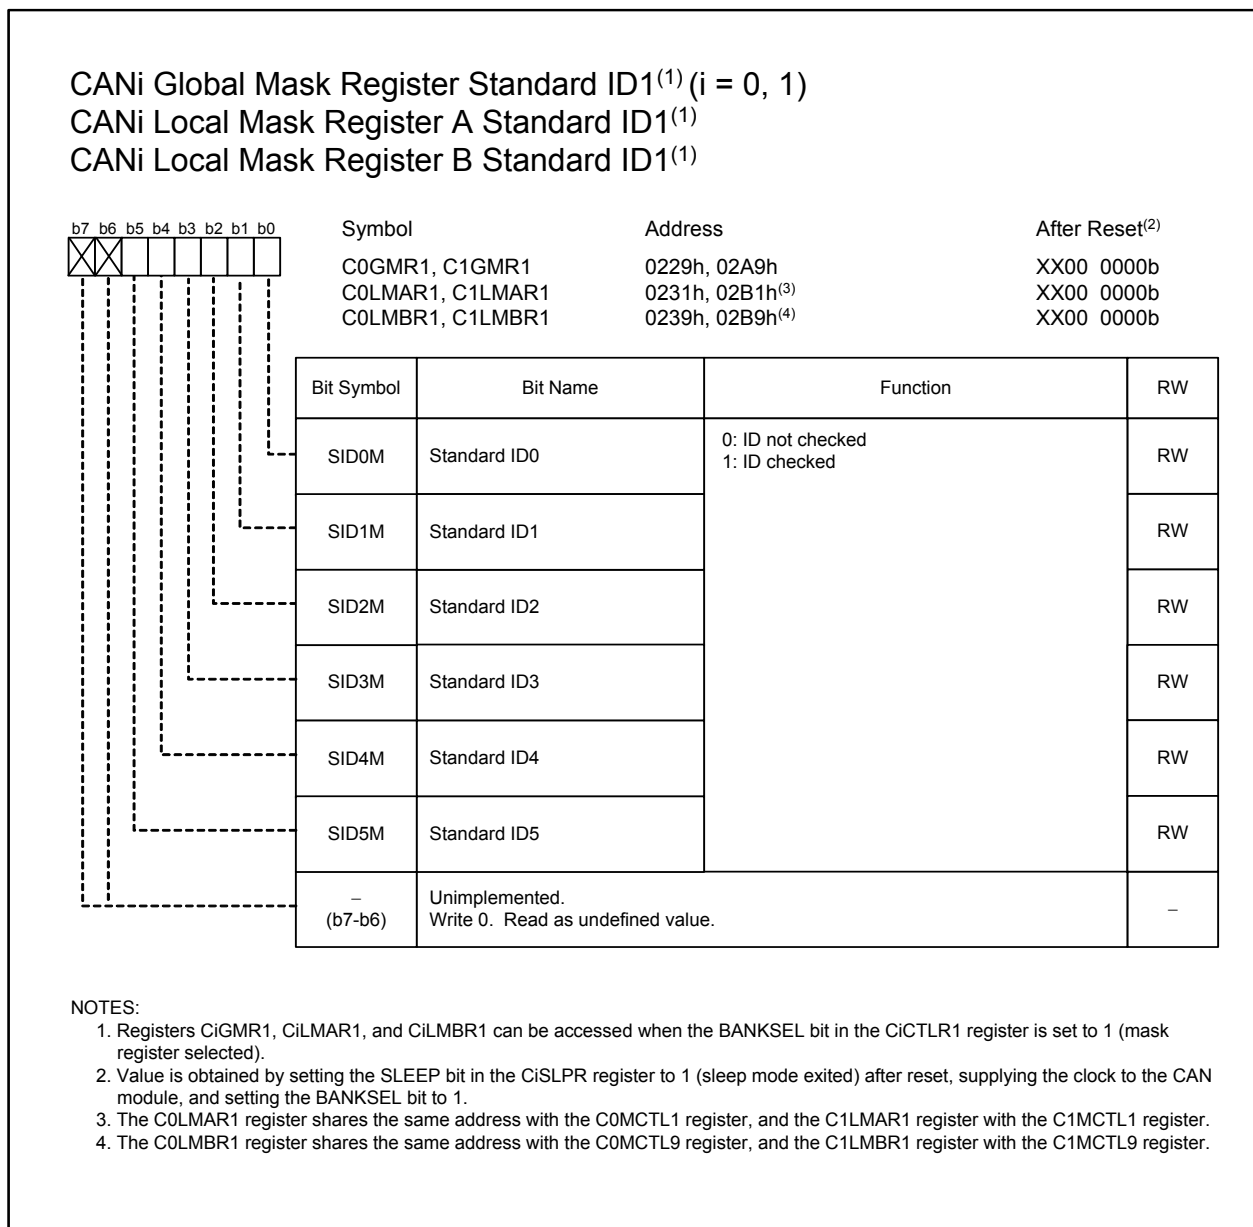 CANi Global Mask Register Standard ID1(1) (i = 0, 1)
CANi Local Mask Register A Standard ID1(1)
CANi Local Mask Register B Standard ID1(1)
b7 b6 b5 b4 b3 b2 b1 b0
Symbol Address After Reset(2)
C0GMR1, C1GMR1 0229h, 02A9h XX00 0000b
C0LMAR1, C1LMAR1 0231h, 02B1h(3) XX00 0000b
C0LMBR1, C1LMBR1 0239h, 02B9h(4) XX00 0000b
Bit Symbol Bit Name Function RW
SID0M Standard ID0 0: ID not checked
1: ID checked RW
SID1M Standard ID1 RW
SID2M Standard ID2 RW
SID3M Standard ID3 RW
SID4M Standard ID4 RW
SID5M Standard ID5 RW
– Unimplemented. –
(b7-b6) Write 0. Read as undefined value.
NOTES:
1. Registers CiGMR1, CiLMAR1, and CiLMBR1 can be accessed when the BANKSEL bit in the CiCTLR1 register is set to 1 (mask
register selected).
2. Value is obtained by setting the SLEEP bit in the CiSLPR register to 1 (sleep mode exited) after reset, supplying the clock to the CAN
module, and setting the BANKSEL bit to 1.
3. The C0LMAR1 register shares the same address with the C0MCTL1 register, and the C1LMAR1 register with the C1MCTL1 register.
4. The C0LMBR1 register shares the same address with the C0MCTL9 register, and the C1LMBR1 register with the C1MCTL9 register.